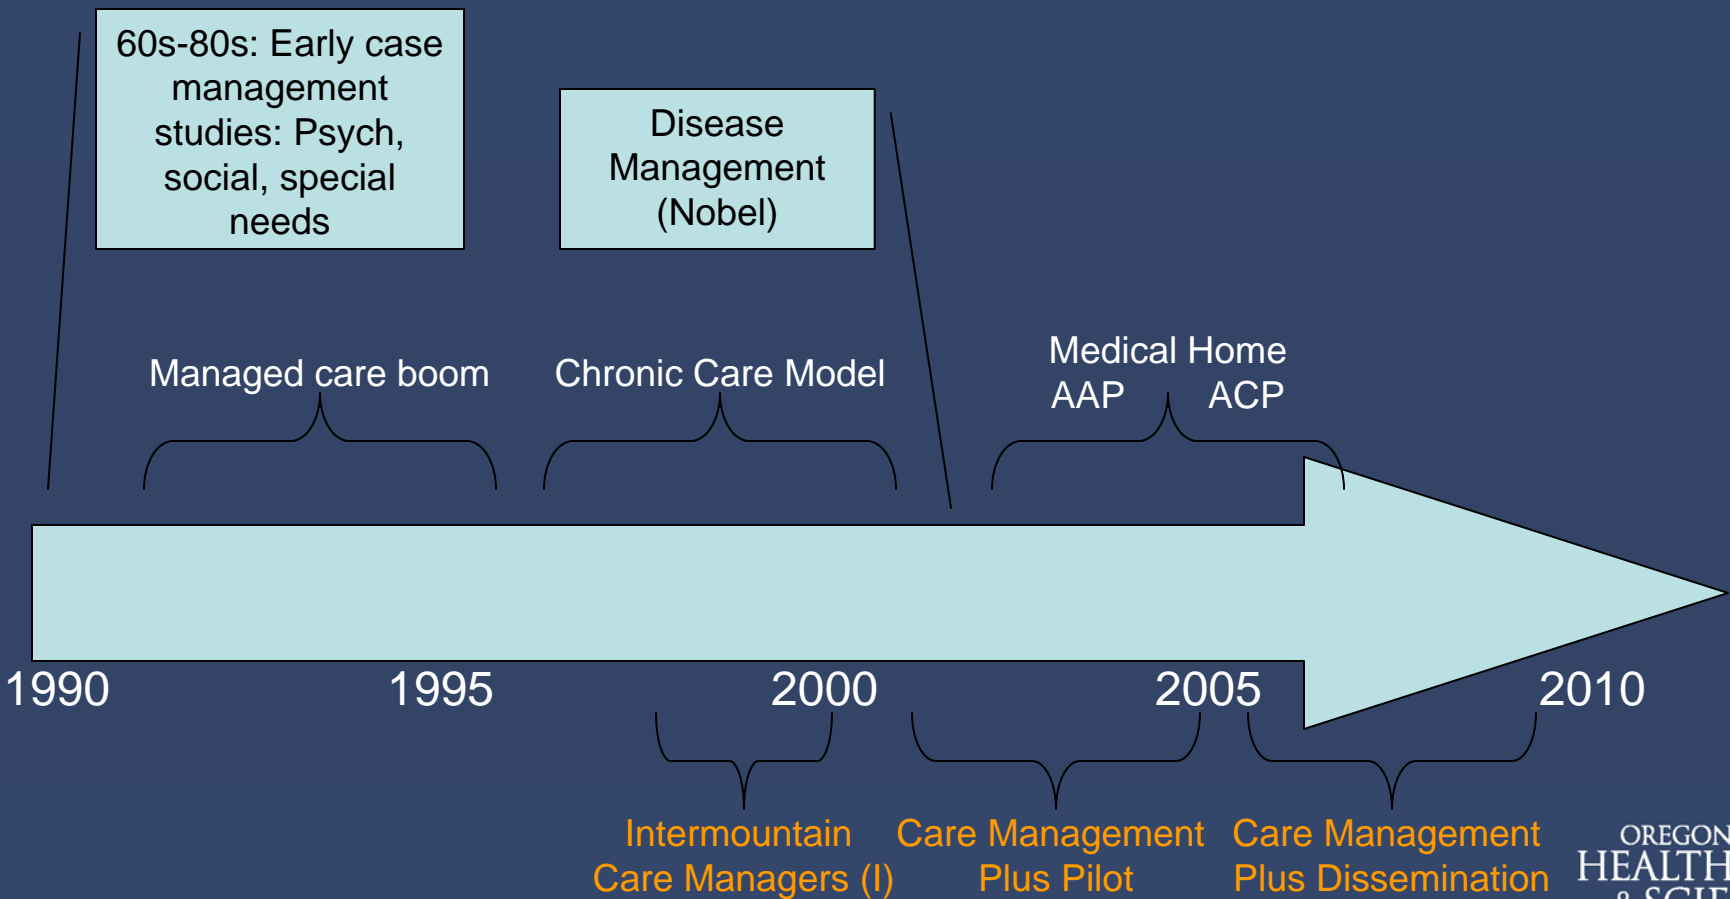 60s-80s: Early case
management
studies: Psych,
social, special
needs
Disease
Management
(Nobel)
Managed care boom
Chronic Care Model
Medical Home
AAP ACP
1990 1995 2000 2005 2010
Intermountain
Care Managers (I)
Care Management
Plus Pilot
Care Management
Plus Dissemination
OREGON
HEALTH
&